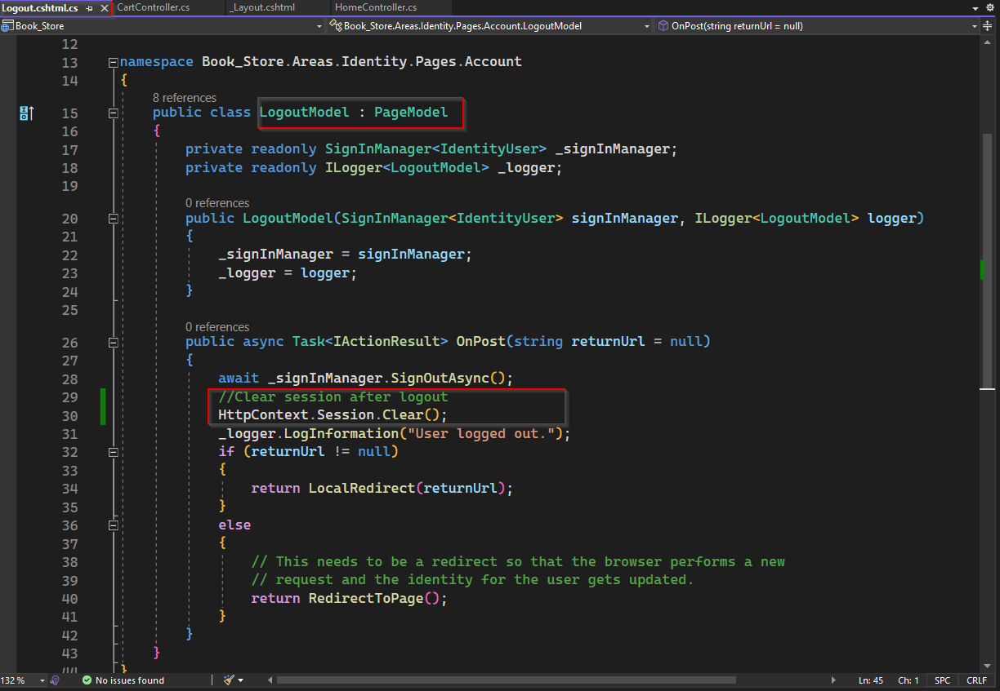 Logout.cshtml.cs CartController.cs _Layout.cshtml HomeController.cs
Book_Store Book_Store.Areas.Identity.Pages.Account.LogoutModel OnPost(string returnUrl = null)
12
13 namespace Book_Store.Areas.Identity.Pages.Account
14 {
8 references
15 public class LogoutModel : PageModel
16 {
17 private readonly SignInManager<IdentityUser> _signInManager;
18 private readonly ILogger<LogoutModel> _logger;
19
0 references
20 public LogoutModel(SignInManager<IdentityUser> signInManager, ILogger<LogoutModel> logger)
21 {
22 _signInManager = signInManager;
23 _logger = logger;
24 }
25
0 references
26 public async Task<IActionResult> OnPost(string returnUrl = null)
27 {
28 await _signInManager.SignOutAsync();
29 //Clear session after logout
30 HttpContext.Session.Clear();
31 _logger.LogInformation("User logged out.");
32 if (returnUrl != null)
33 {
34 return LocalRedirect(returnUrl);
35 }
36 else
37 {
38 // This needs to be a redirect so that the browser performs a new
39 // request and the identity for the user gets updated.
40 return RedirectToPage();
41 }
42 }
43 }
44 }
132 % No issues found Ln: 45 Ch: 1 SPC CRLF